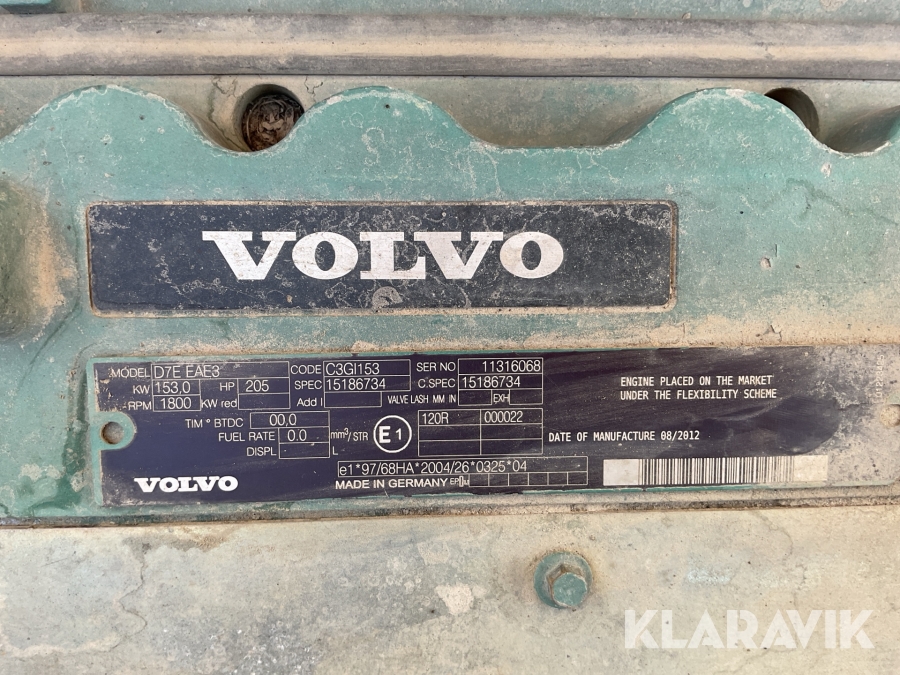 VOLVO
MODEL D7E EAE3 CODE C3GI153 SER NO 11316068
KW 153,0 HP 205 SPEC 15186734 C.SPEC 15186734
RPM 1800 KW red Add I VALVE LASH MM IN EXH
TIM º BTDC 00,0 E1 120R 000022
FUEL RATE 0.0 mm³/STR
DISPL L
e1*97/68HA*2004/26*0325*04
VOLVO MADE IN GERMANY EPDM
ENGINE PLACED ON THE MARKET
UNDER THE FLEXIBILITY SCHEME
DATE OF MANUFACTURE 08/2012
KLARAVIK